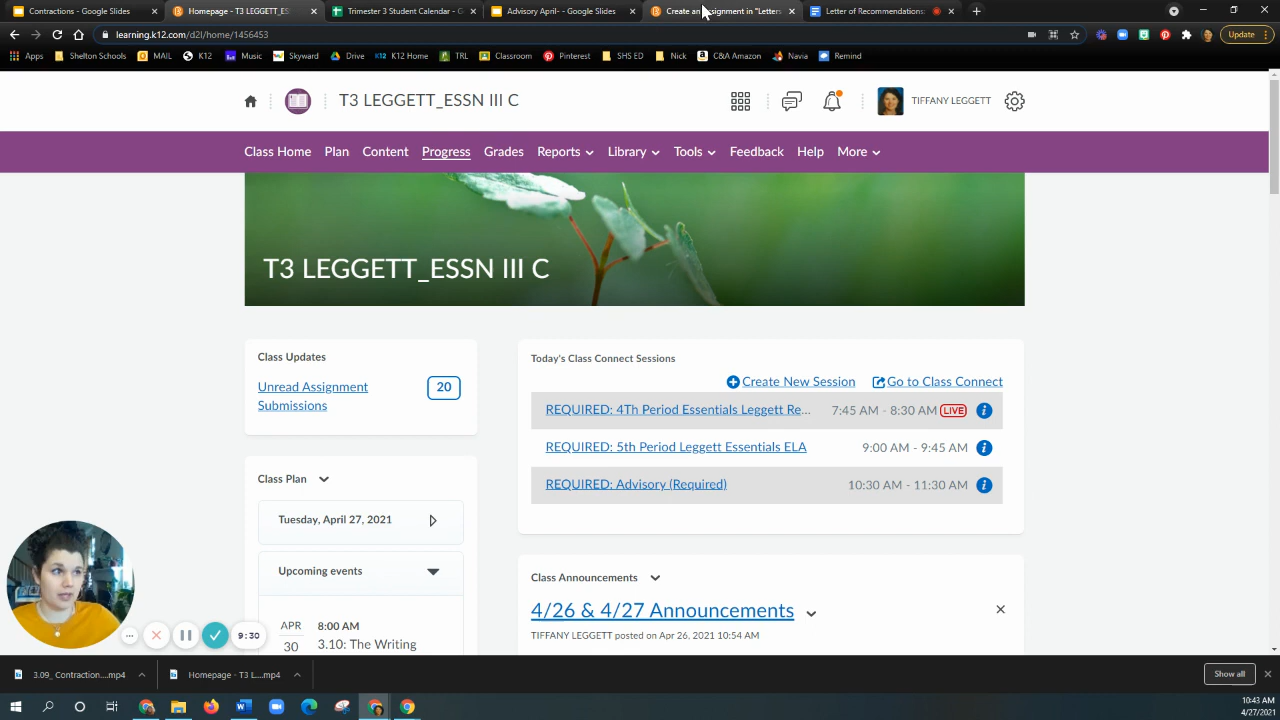 Contractions - Google Slides
Homepage - T3 LEGGETT_ES
Trimester 3 Student Calendar - G
Advisory April- - Google Slides
Create an assignment in "Letters
Letter of Recommendations
learning.k12.com/d2l/home/1456453
Update
Apps
Shelton Schools
MAIL
K12
Music
Skyward
Drive
K12 Home
TRL
Classroom
Pinterest
SHS ED
Nick
C&A Amazon
Navia
Remind
T3 LEGGETT_ESSN III C
TIFFANY LEGGETT
Class Home
Plan
Content
Progress
Grades
Reports
Library
Tools
Feedback
Help
More
T3 LEGGETT_ESSN III C
Class Updates
Unread Assignment
Submissions
20
Class Plan
Tuesday, April 27, 2021
Upcoming events
APR
30
8:00 AM
3.10: The Writing
Today's Class Connect Sessions
Create New Session
Go to Class Connect
REQUIRED: 4Th Period Essentials Leggett Re... 7:45 AM - 8:30 AM LIVE
REQUIRED: 5th Period Leggett Essentials ELA 9:00 AM - 9:45 AM
REQUIRED: Advisory (Required) 10:30 AM - 11:30 AM
Class Announcements
4/26 & 4/27 Announcements
TIFFANY LEGGETT posted on Apr 26, 2021 10:54 AM
9:30
3.09_ Contraction....mp4
Homepage - T3 L....mp4
Show all
10:43 AM
4/27/2021